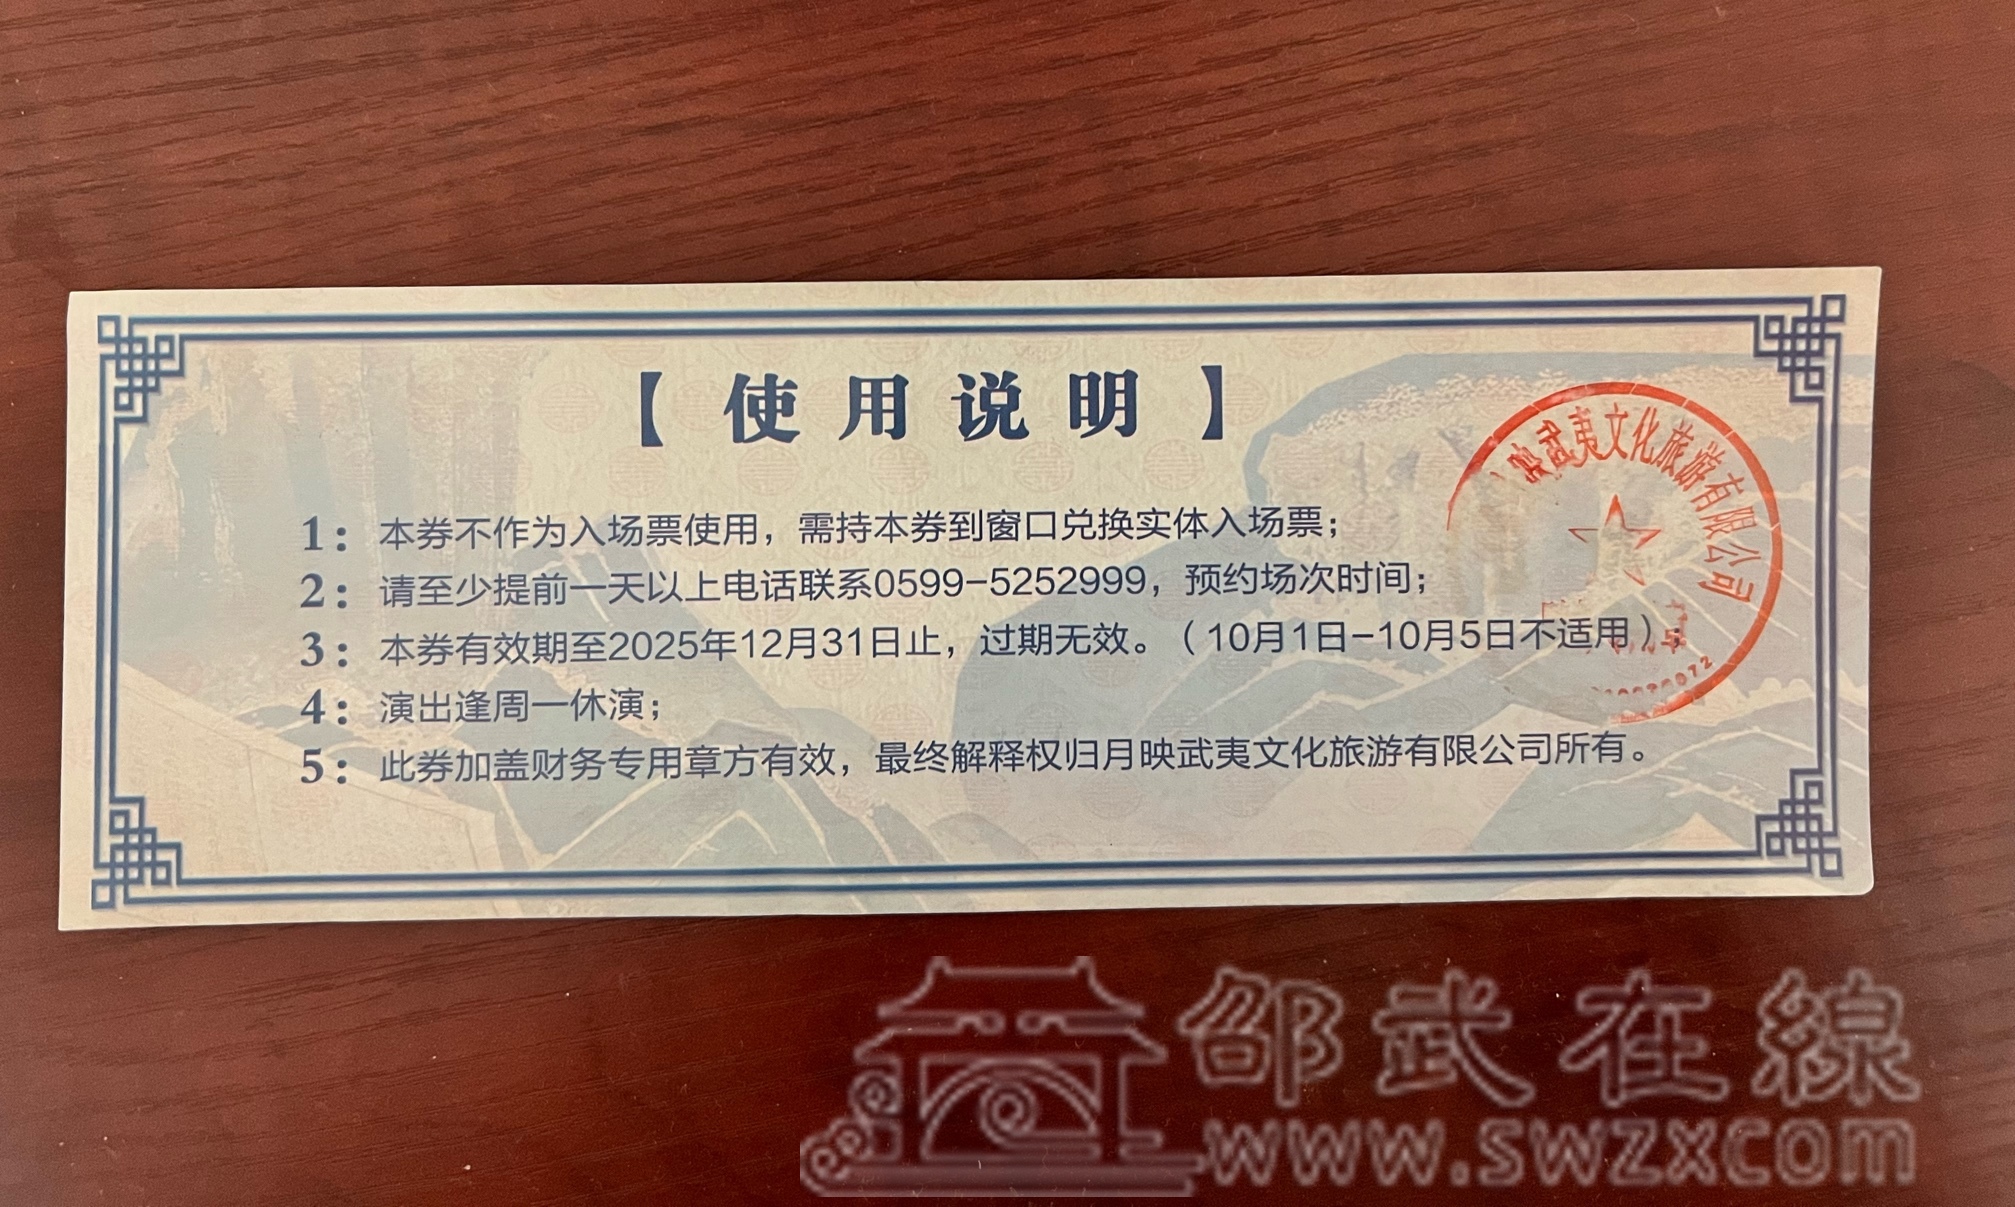 【使用说明】
1：本券不作为入场票使用，需持本券到窗口兑换实体入场票；
2：请至少提前一天以上电话联系0599-5252999，预约场次时间；
3：本券有效期至2025年12月31日止，过期无效。（10月1日-10月5日不适用）；
4：演出逢周一休演；
5：此券加盖财务专用章方有效，最终解释权归月映武夷文化旅游有限公司所有。
映武夷文化旅游有限公司
邵武在線
www.swzx.com